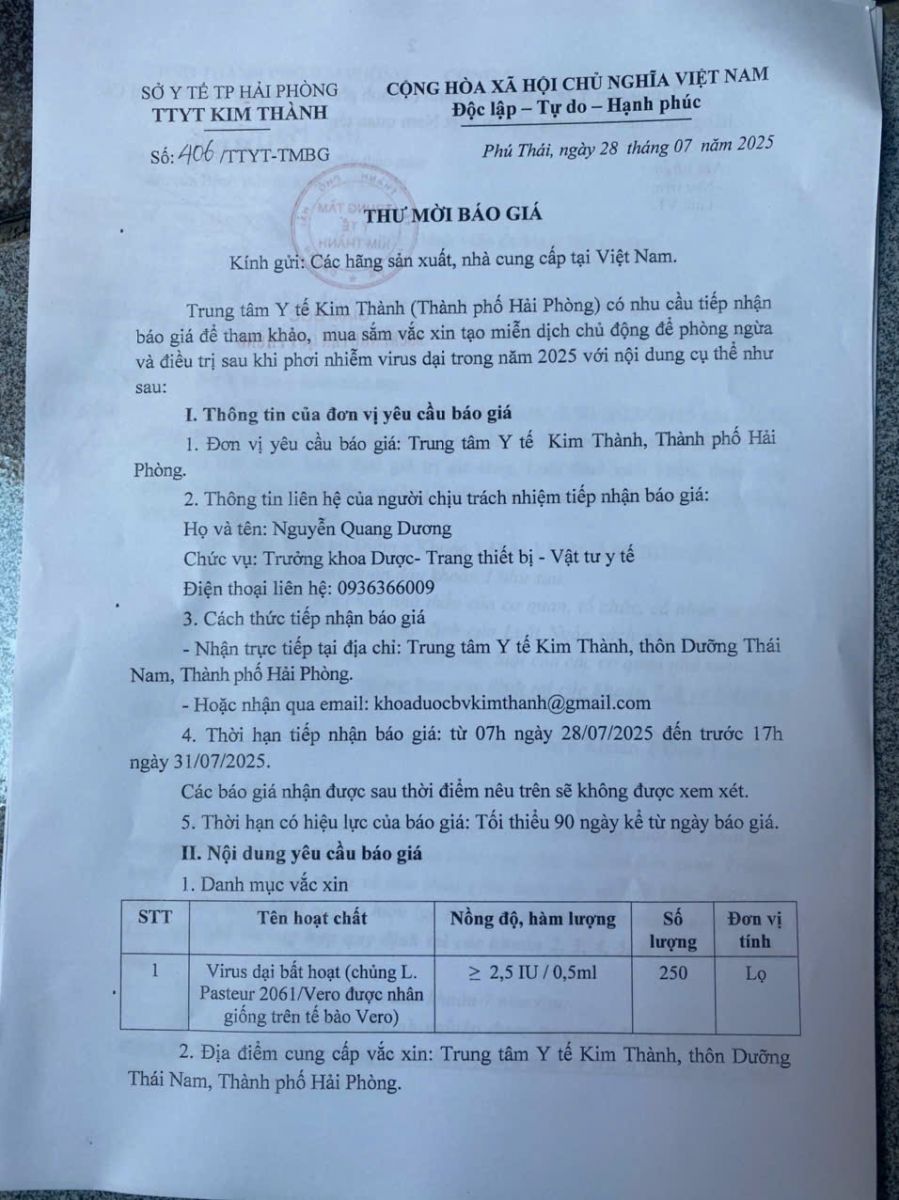 SỞ Y TẾ TP HẢI PHÒNG
TTYT KIM THÀNH
Số: 406 /TTYT-TMBG
CỘNG HÒA XÃ HỘI CHỦ NGHĨA VIỆT NAM
Độc lập – Tự do – Hạnh phúc
Phú Thái, ngày 28 tháng 07 năm 2025
THƯ MỜI BÁO GIÁ
Kính gửi: Các hãng sản xuất, nhà cung cấp tại Việt Nam.
Trung tâm Y tế Kim Thành (Thành phố Hải Phòng) có nhu cầu tiếp nhận
báo giá để tham khảo, mua sắm vắc xin tạo miễn dịch chủ động để phòng ngừa
và điều trị sau khi phơi nhiễm virus dại trong năm 2025 với nội dung cụ thể như
sau:
I. Thông tin của đơn vị yêu cầu báo giá
1. Đơn vị yêu cầu báo giá: Trung tâm Y tế Kim Thành, Thành phố Hải
Phòng.
2. Thông tin liên hệ của người chịu trách nhiệm tiếp nhận báo giá:
Họ và tên: Nguyễn Quang Dương
Chức vụ: Trưởng khoa Dược- Trang thiết bị - Vật tư y tế
Điện thoại liên hệ: 0936366009
3. Cách thức tiếp nhận báo giá
- Nhận trực tiếp tại địa chỉ: Trung tâm Y tế Kim Thành, thôn Dưỡng Thái
Nam, Thành phố Hải Phòng.
- Hoặc nhận qua email: khoaduocbvkimthanh@gmail.com
4. Thời hạn tiếp nhận báo giá: từ 07h ngày 28/07/2025 đến trước 17h
ngày 31/07/2025.
Các báo giá nhận được sau thời điểm nêu trên sẽ không được xem xét.
5. Thời hạn có hiệu lực của báo giá: Tối thiểu 90 ngày kể từ ngày báo giá.
II. Nội dung yêu cầu báo giá
1. Danh mục vắc xin
STT Tên hoạt chất Nồng độ, hàm lượng Số lượng Đơn vị tính
1 Virus dại bất hoạt (chủng L. ≥ 2,5 IU / 0,5ml 250 Lọ
Pasteur 2061/Vero được nhân
giống trên tế bào Vero)
2. Địa điểm cung cấp vắc xin: Trung tâm Y tế Kim Thành, thôn Dưỡng
Thái Nam, Thành phố Hải Phòng.